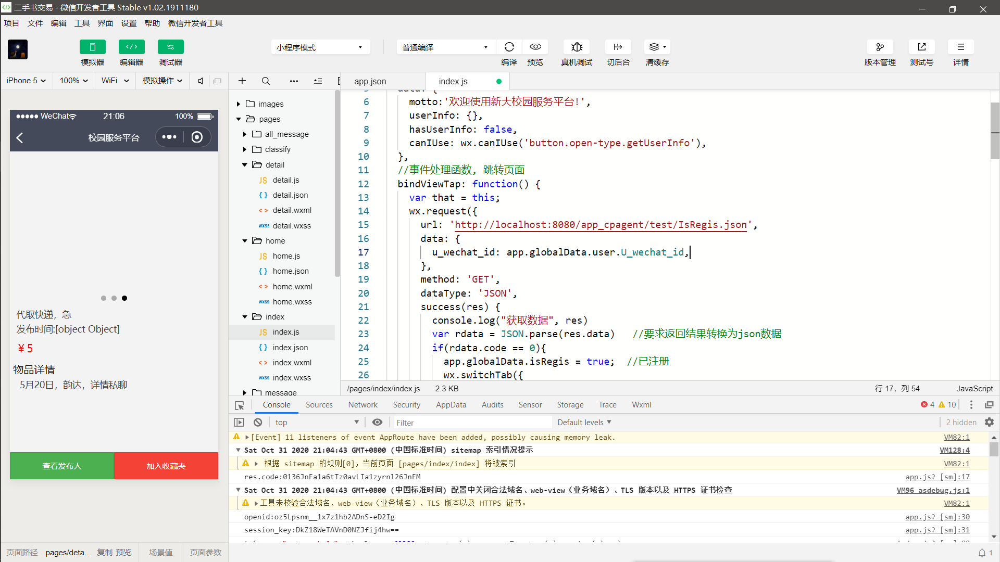 二手书交易 - 微信开发者工具 Stable v1.02.1911180
项目 文件 编辑 工具 界面 设置 帮助 微信开发者工具
模拟器 编辑器 调试器
小程序模式
普通编译
编译 预览 真机调试 切后台 清缓存
版本管理 测试号 详情
iPhone 5 100% WiFi 模拟操作
WeChat 21:06 100%
校园服务平台
代取快递，急
发布时间:[object Object]
¥ 5
物品详情
5月20日，韵达，详情私聊
查看发布人 加入收藏夹
页面路径 pages/deta... 复制 预览 场景值 页面参数
images
pages
all_message
classify
detail
JS detail.js
{ } detail.json
< > detail.wxml
wxss detail.wxss
home
JS home.js
{ } home.json
< > home.wxml
wxss home.wxss
index
JS index.js
{ } index.json
< > index.wxml
wxss index.wxss
message
app.json index.js
data: {
6 motto:'欢迎使用新大校园服务平台!',
7 userInfo: {},
8 hasUserInfo: false,
9 canIUse: wx.canIUse('button.open-type.getUserInfo'),
10 },
11 //事件处理函数, 跳转页面
12 bindViewTap: function() {
13 var that = this;
14 wx.request({
15 url: 'http://localhost:8080/app_cpagent/test/IsRegis.json',
16 data: {
17 u_wechat_id: app.globalData.user.U_wechat_id,
18 },
19 method: 'GET',
20 dataType: 'JSON',
21 success(res) {
22 console.log("获取数据", res)
23 var rdata = JSON.parse(res.data) //要求返回结果转换为json数据
24 if(rdata.code == 0){
25 app.globalData.isRegis = true; //已注册
26 wx.switchTab({
/pages/index/index.js 2.3 KB 行 17，列 54 JavaScript
Console Sources Network Security AppData Audits Sensor Storage Trace Wxml 4 10
top Filter Default levels 2 hidden
[Event] 11 listeners of event AppRoute have been added, possibly causing memory leak. VM82:1
Sat Oct 31 2020 21:04:43 GMT+0800 (中国标准时间) sitemap 索引情况提示 VM128:4
根据 sitemap 的规则[0]，当前页面 [pages/index/index] 将被索引 VM82:1
res.code:0136JnFa1a6tTz0avLIa1zyrnl26JnFM app.js? [sm]:17
Sat Oct 31 2020 21:04:43 GMT+0800 (中国标准时间) 配置中关闭合法域名、web-view（业务域名）、TLS 版本以及 HTTPS 证书检查 VM96 asdebug.js:1
工具未校验合法域名、web-view（业务域名）、TLS 版本以及 HTTPS 证书。 VM82:1
openid:oz5Lpsnm__1x7z1hb2ADnS-eD2Ig app.js? [sm]:30
session_key:DkZ18WeTAVnD0NZJfij4hw== app.js? [sm]:31
1